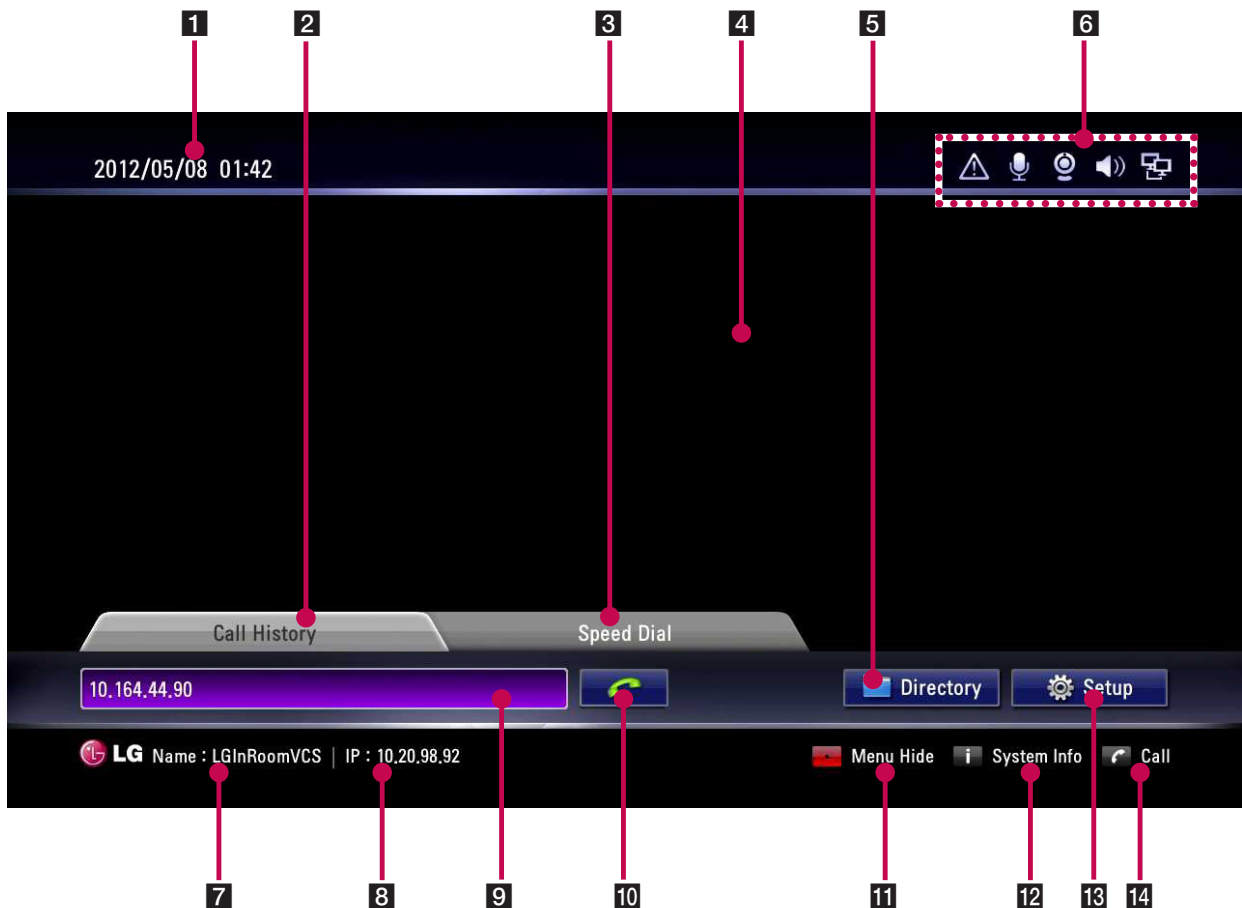 1 2 3 4 5 6
2012/05/08 01:42
Call History Speed Dial
10.164.44.90 Directory Setup
LG Name : LGInRoomVCS | IP : 10.20.98.92 Menu Hide i System Info Call
7 8 9 10 11 12 13 14